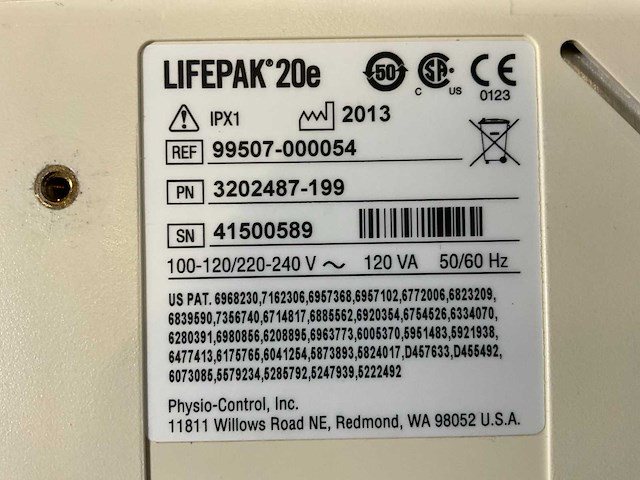 LIFEPAK® 20e
50
C US
0123
IPX1 2013
REF 99507-000054
PN 3202487-199
SN 41500589
100-120/220-240 V ~ 120 VA 50/60 Hz
US PAT. 6968230,7162306,6957368,6957102,6772006,6823209,
6839590,7356740,6714817,6885562,6920354,6754526,6334070,
6280391,6980856,6208895,6963773,6005370,5951483,5921938,
6477413,6175765,6041254,5873893,5824017,D457633,D455492,
6073085,5579234,5285792,5247939,5222492
Physio-Control, Inc.
11811 Willows Road NE, Redmond, WA 98052 U.S.A.